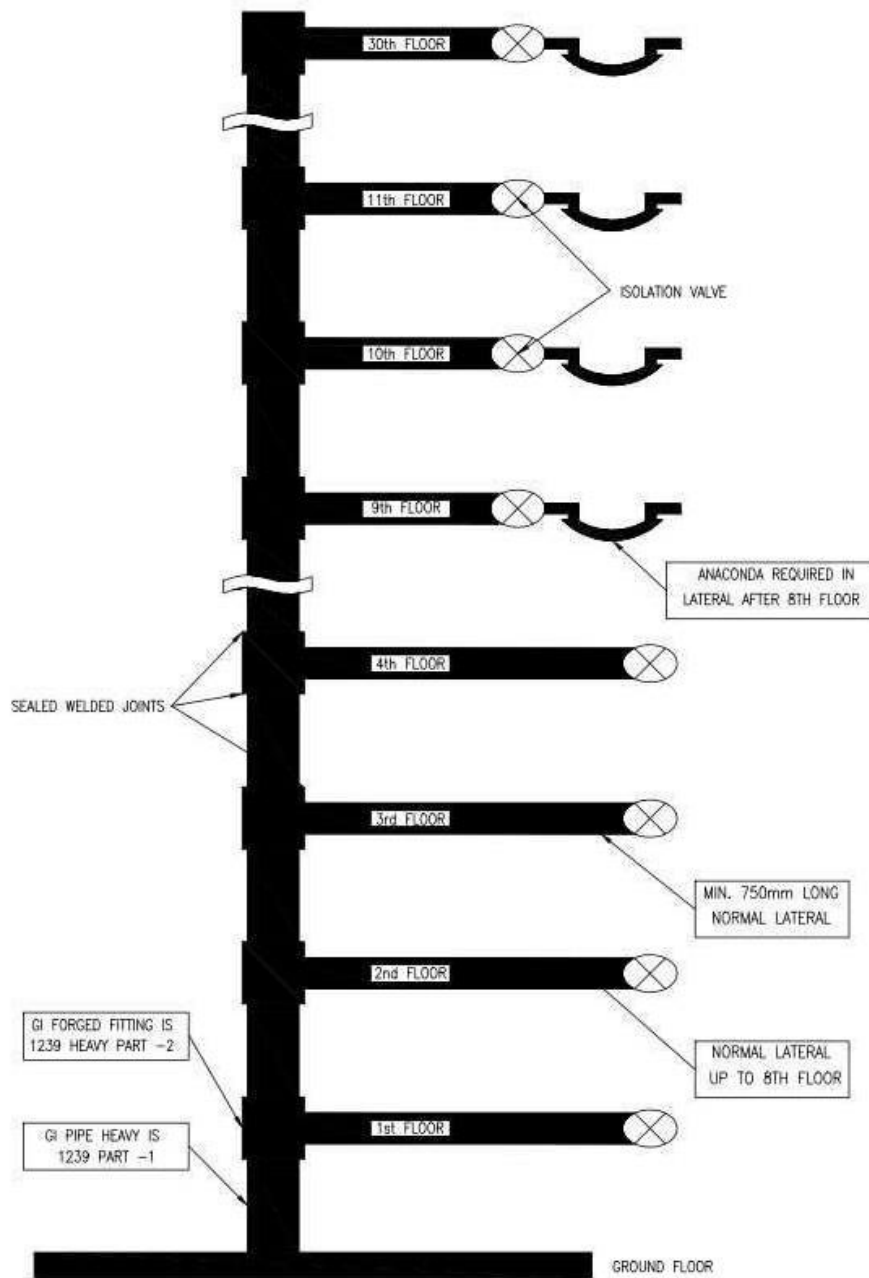 30th FLOOR
11th FLOOR
ISOLATION VALVE
10th FLOOR
9th FLOOR
ANACONDA REQUIRED IN
LATERAL AFTER 8TH FLOOR
4th FLOOR
SEALED WELDED JOINTS
3rd FLOOR
MIN. 750mm LONG
NORMAL LATERAL
2nd FLOOR
GI FORGED FITTING IS
1239 HEAVY PART -2
NORMAL LATERAL
UP TO 8TH FLOOR
1st FLOOR
GI PIPE HEAVY IS
1239 PART -1
GROUND FLOOR